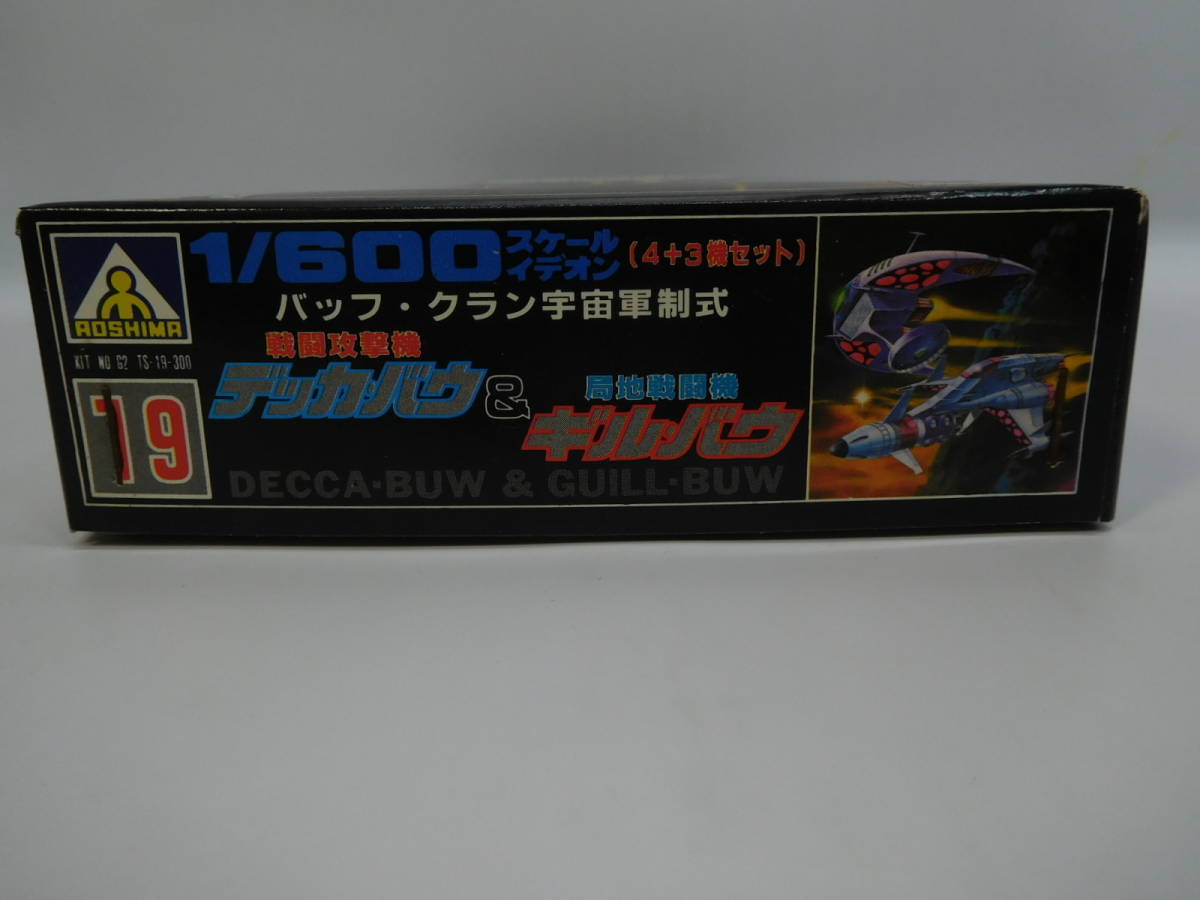 AOSHIMA
KIT NO G2 TS-19-300
19
1/600 スケール イデオン (4+3機セット)
バッフ・クラン宇宙軍制式
戦闘攻撃機
デッカ・バウ & 局地戦闘機
ギル・バウ
DECCA・BUW & GUILL・BUW